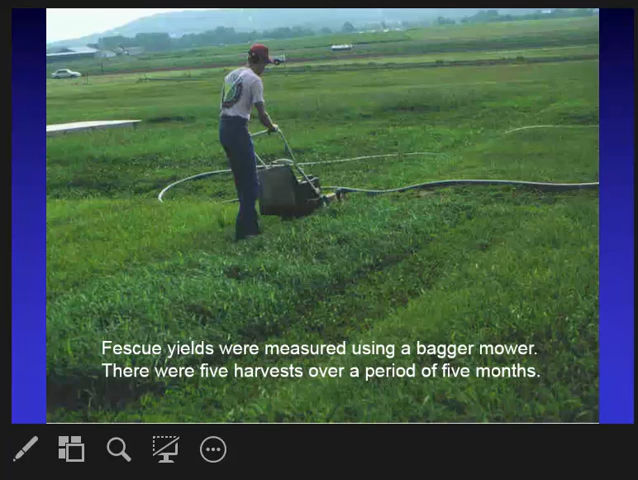 Fescue yields were measured using a bagger mower.
There were five harvests over a period of five months.